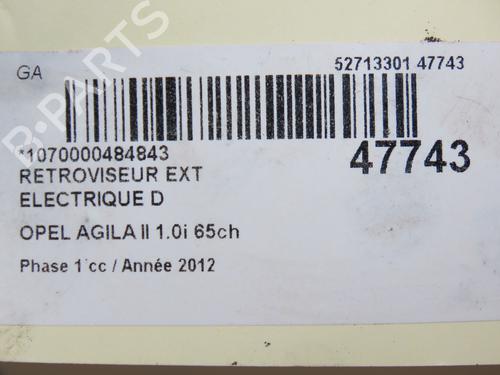 GA
52713301 47743
*1070000484843
47743
RETROVISEUR EXT
ELECTRIQUE D
OPEL AGILA II 1.0i 65ch
Phase 1 cc / Année 2012
B-PARTS